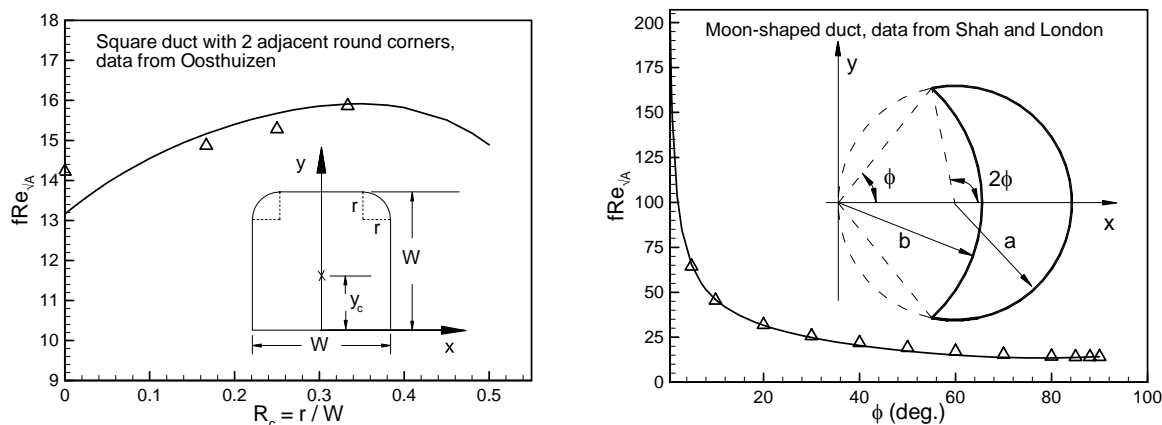 18
17
16
15
14
13
12
11
10
9
fRe√A
Square duct with 2 adjacent round corners,
data from Oosthuizen
y
r
r
W
y_c
W
x
0 0.1 0.2 0.3 0.4 0.5
R_c = r / W
200
175
150
125
100
75
50
25
0
fRe√A
Moon-shaped duct, data from Shah and London
y
ϕ
2ϕ
x
b
a
20 40 60 80 100
ϕ (deg.)